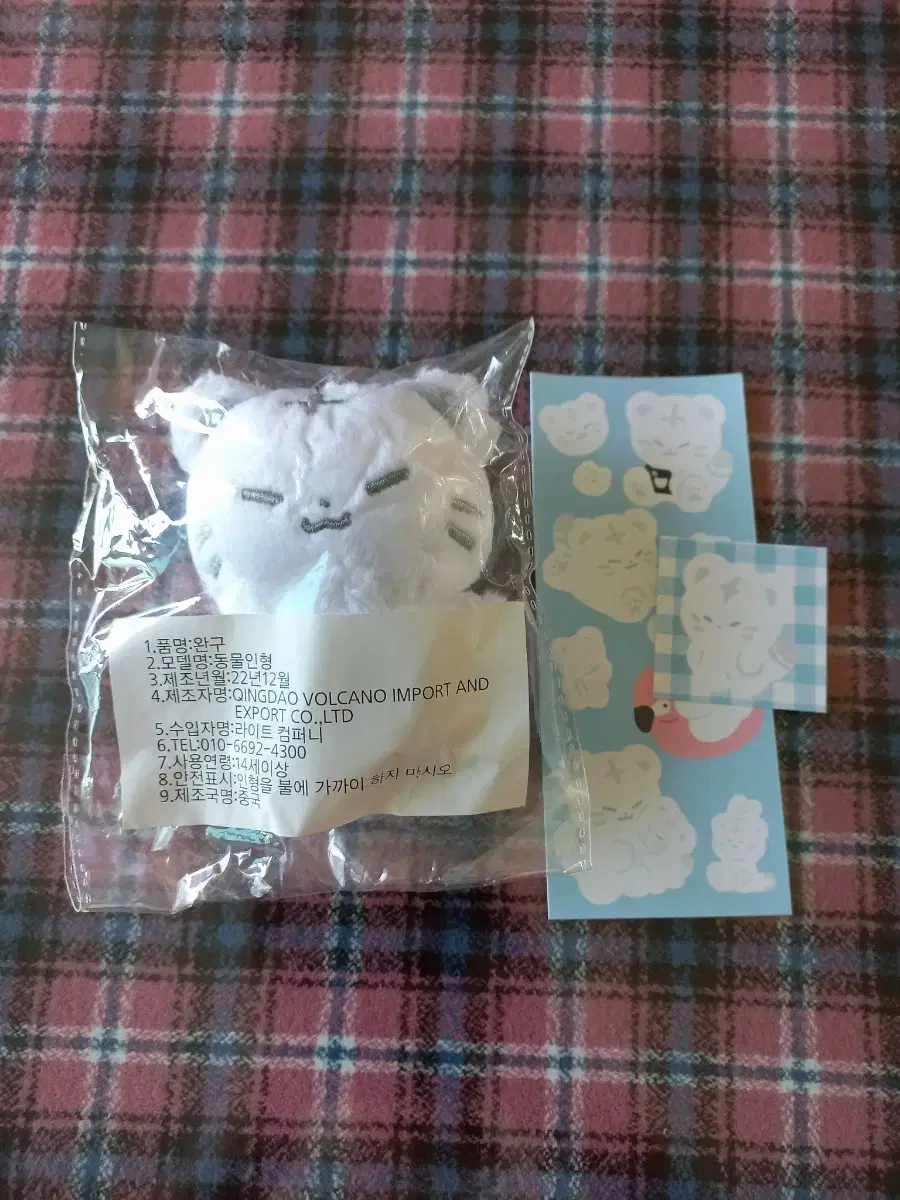 1.품명:완구
2.모델명:동물인형
3.제조년월:22년12월
4.제조자명:QINGDAO VOLCANO IMPORT AND
EXPORT CO.,LTD
5.수입자명:라이트 컴퍼니
6.TEL:010-6692-4300
7.사용연령:14세이상
8.안전표시:인형을 불에 가까이 하지 마시오
9.제조국명:중국